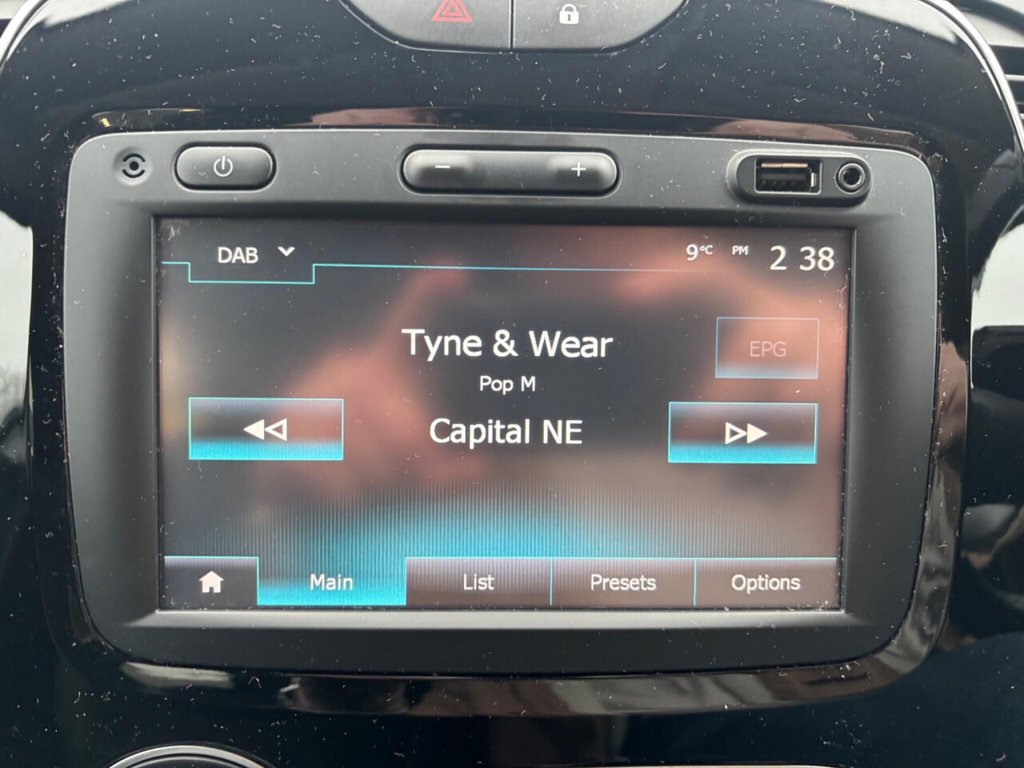 DAB
9°C PM 2 38
Tyne & Wear
EPG
Pop M
Capital NE
Main List Presets Options